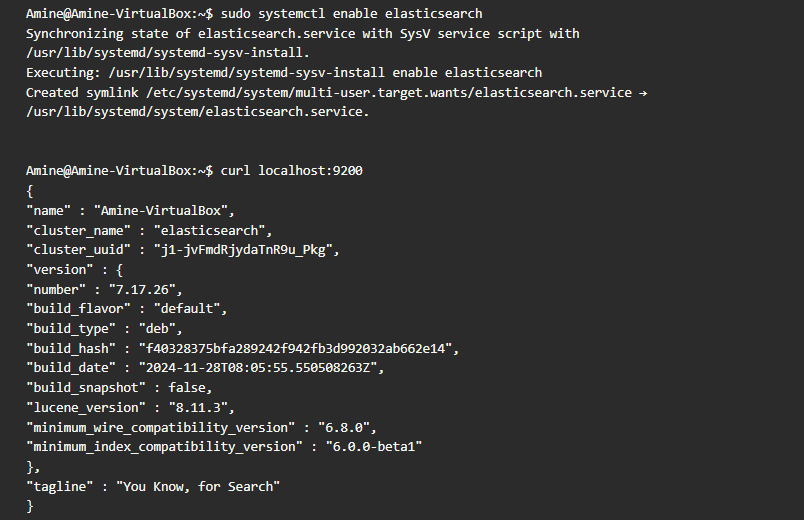 Amine@Amine-VirtualBox:~$ sudo systemctl enable elasticsearch
Synchronizing state of elasticsearch.service with SysV service script with
/usr/lib/systemd/systemd-sysv-install.
Executing: /usr/lib/systemd/systemd-sysv-install enable elasticsearch
Created symlink /etc/systemd/system/multi-user.target.wants/elasticsearch.service →
/usr/lib/systemd/system/elasticsearch.service.
Amine@Amine-VirtualBox:~$ curl localhost:9200
{
"name" : "Amine-VirtualBox",
"cluster_name" : "elasticsearch",
"cluster_uuid" : "j1-jvFmdRjydaTnR9u_Pkg",
"version" : {
"number" : "7.17.26",
"build_flavor" : "default",
"build_type" : "deb",
"build_hash" : "f40328375bfa289242f942fb3d992032ab662e14",
"build_date" : "2024-11-28T08:05:55.550508263Z",
"build_snapshot" : false,
"lucene_version" : "8.11.3",
"minimum_wire_compatibility_version" : "6.8.0",
"minimum_index_compatibility_version" : "6.0.0-beta1"
},
"tagline" : "You Know, for Search"
}